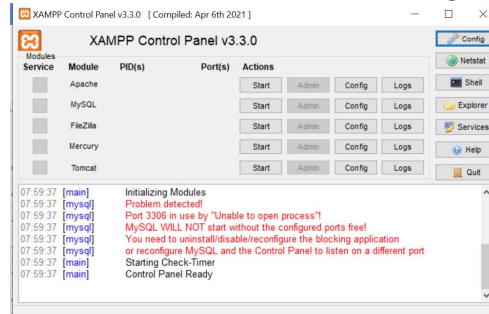 XAMPP Control Panel v3.3.0 [ Compiled: Apr 6th 2021 ]
XAMPP Control Panel v3.3.0
Config
Netstat
Shell
Explorer
Services
Help
Quit
Modules
Service Module PID(s) Port(s) Actions
Apache Start Admin Config Logs
MySQL Start Admin Config Logs
FileZilla Start Admin Config Logs
Mercury Start Admin Config Logs
Tomcat Start Admin Config Logs
07:59:37 [main] Initializing Modules
07:59:37 [mysql] Problem detected!
07:59:37 [mysql] Port 3306 in use by "Unable to open process"!
07:59:37 [mysql] MySQL WILL NOT start without the configured ports free!
07:59:37 [mysql] You need to uninstall/disable/reconfigure the blocking application
07:59:37 [mysql] or reconfigure MySQL and the Control Panel to listen on a different port
07:59:37 [main] Starting Check-Timer
07:59:37 [main] Control Panel Ready